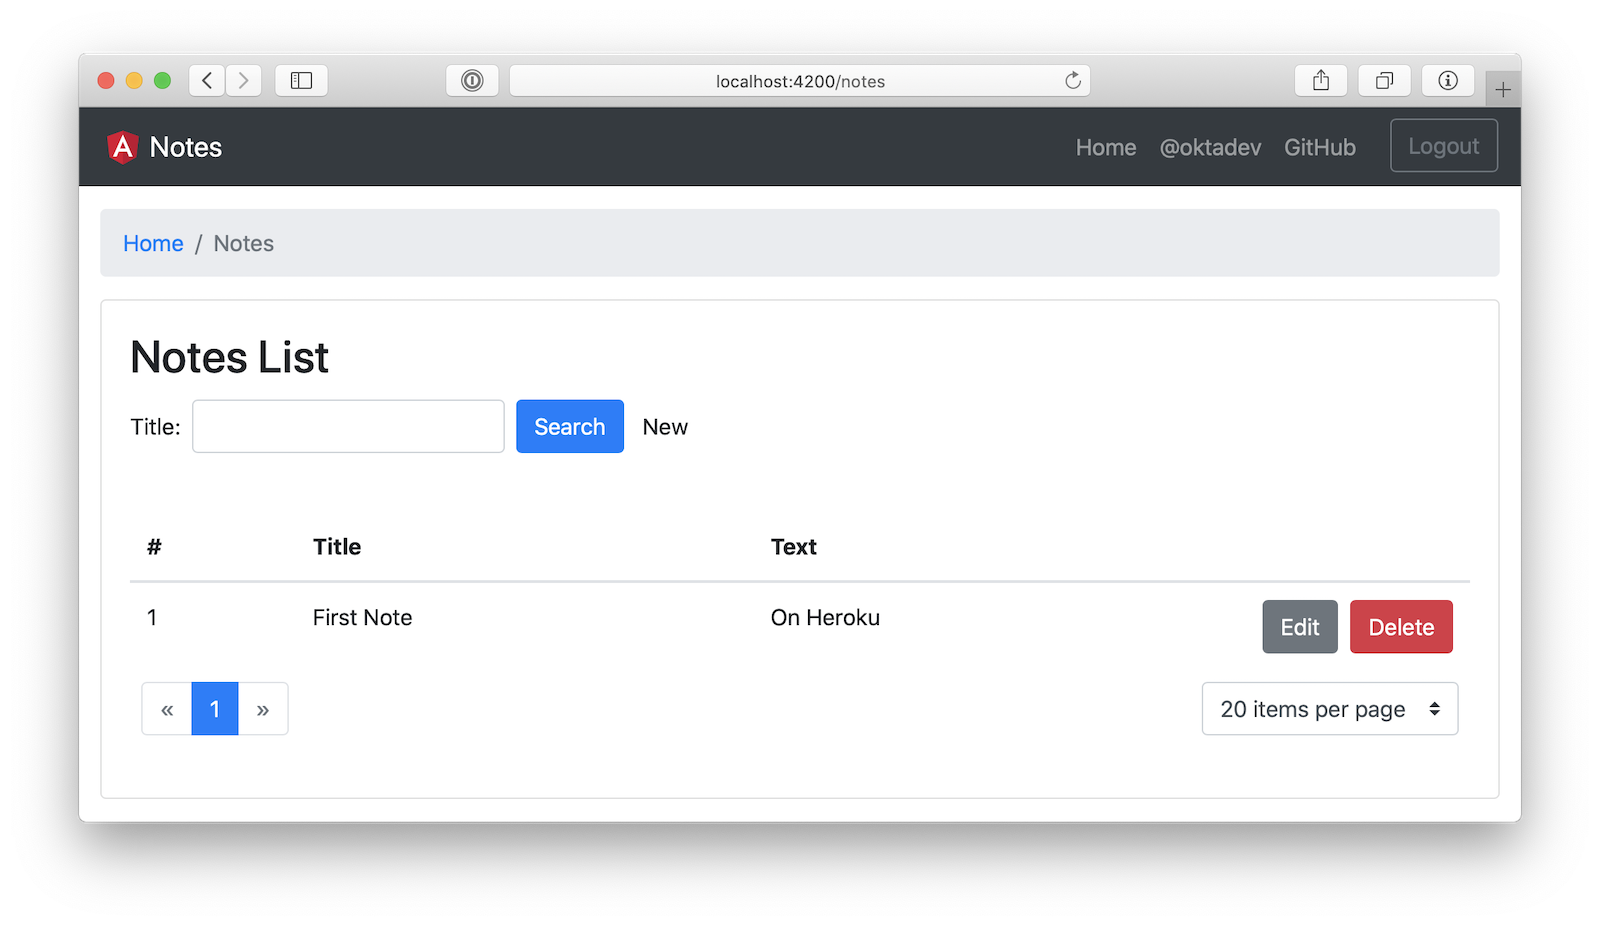 localhost:4200/notes
Notes Home @oktadev GitHub Logout
Home / Notes
Notes List
Title: Search New
# Title Text
1 First Note On Heroku Edit Delete
« 1 » 20 items per page